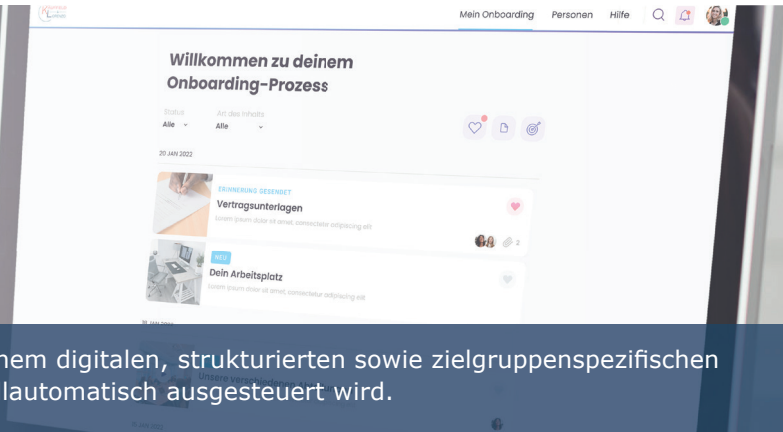 Mein Onboarding Personen Hilfe
Willkommen zu deinem
Onboarding-Prozess
Status Art des Inhalts
Alle Alle
20 JAN 2022
ERINNERUNG GESENDET
Vertragsunterlagen
Lorem ipsum dolor sit amet, consectetur adipiscing elit
2
NEU
Dein Arbeitsplatz
Lorem ipsum dolor sit amet, consectetur adipiscing elit
digitalen, strukturierten sowie zielgruppenspezifischen
Unsere verschiedenen
ausgesteuert wird.